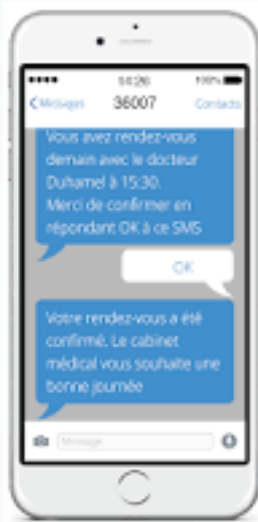 14:26 100%
Messages 36007 Contacts
Vous avez rendez-vous
demain avec le docteur
Duhamel à 15:30.
Merci de confirmer en
répondant OK à ce SMS
OK
Votre rendez-vous a été
confirmé. Le cabinet
médical vous souhaite une
bonne journée
Message